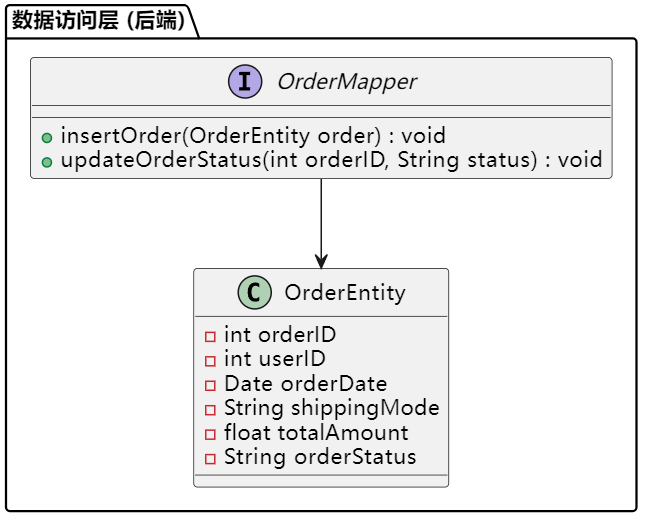 数据访问层 (后端)
I OrderMapper
insertOrder(OrderEntity order) : void
updateOrderStatus(int orderID, String status) : void
C OrderEntity
int orderID
int userID
Date orderDate
String shippingMode
float totalAmount
String orderStatus